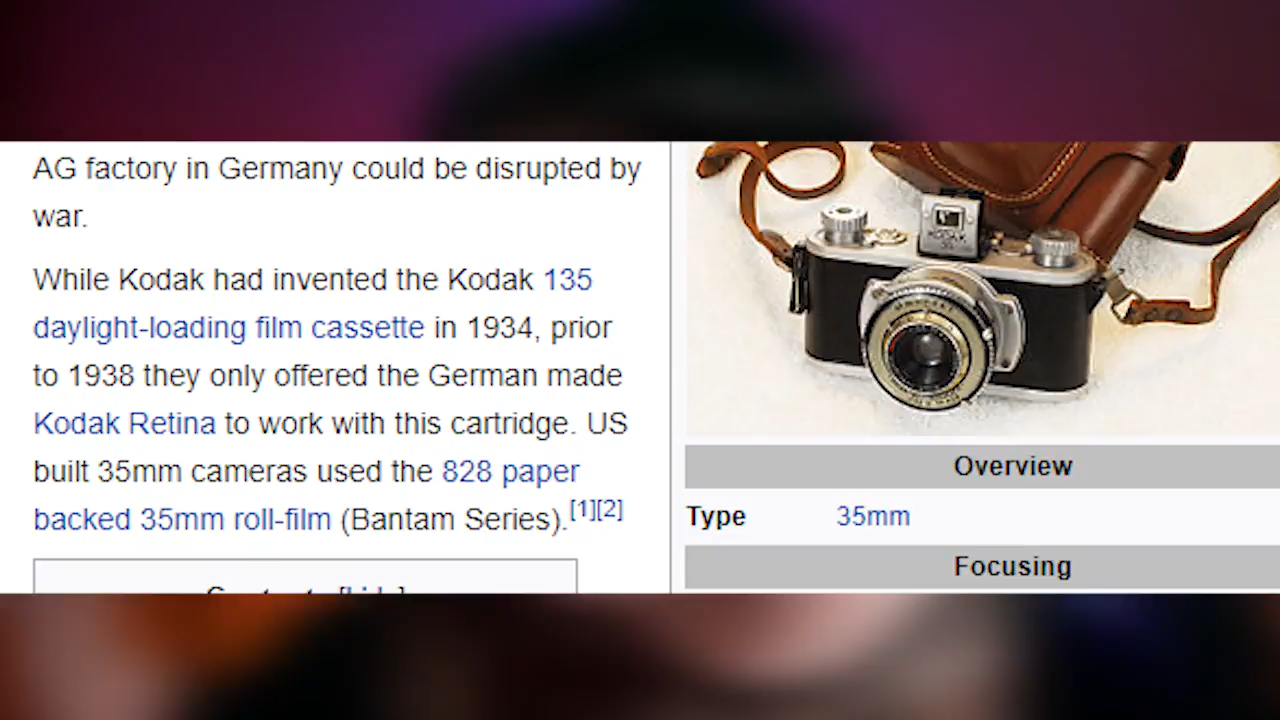 AG factory in Germany could be disrupted by
war.
While Kodak had invented the Kodak 135
daylight-loading film cassette in 1934, prior
to 1938 they only offered the German made
Kodak Retina to work with this cartridge. US
built 35mm cameras used the 828 paper
backed 35mm roll-film (Bantam Series).[1][2]
KODAK
35
Overview
Type 35mm
Focusing